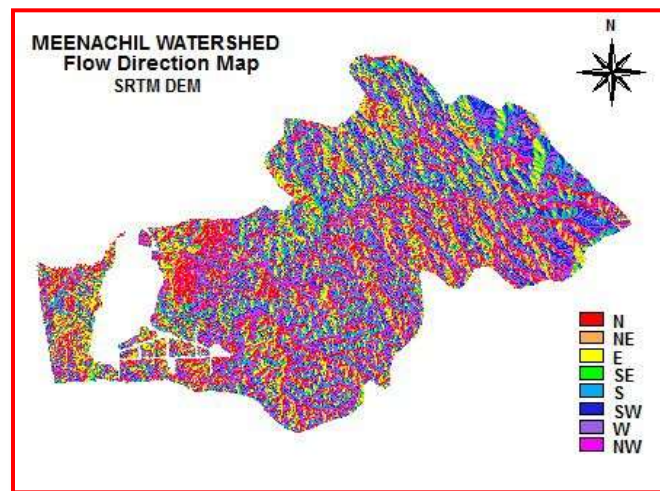 MEENACHIL WATERSHED
Flow Direction Map
SRTM DEM
N
N
NE
E
SE
S
SW
W
NW